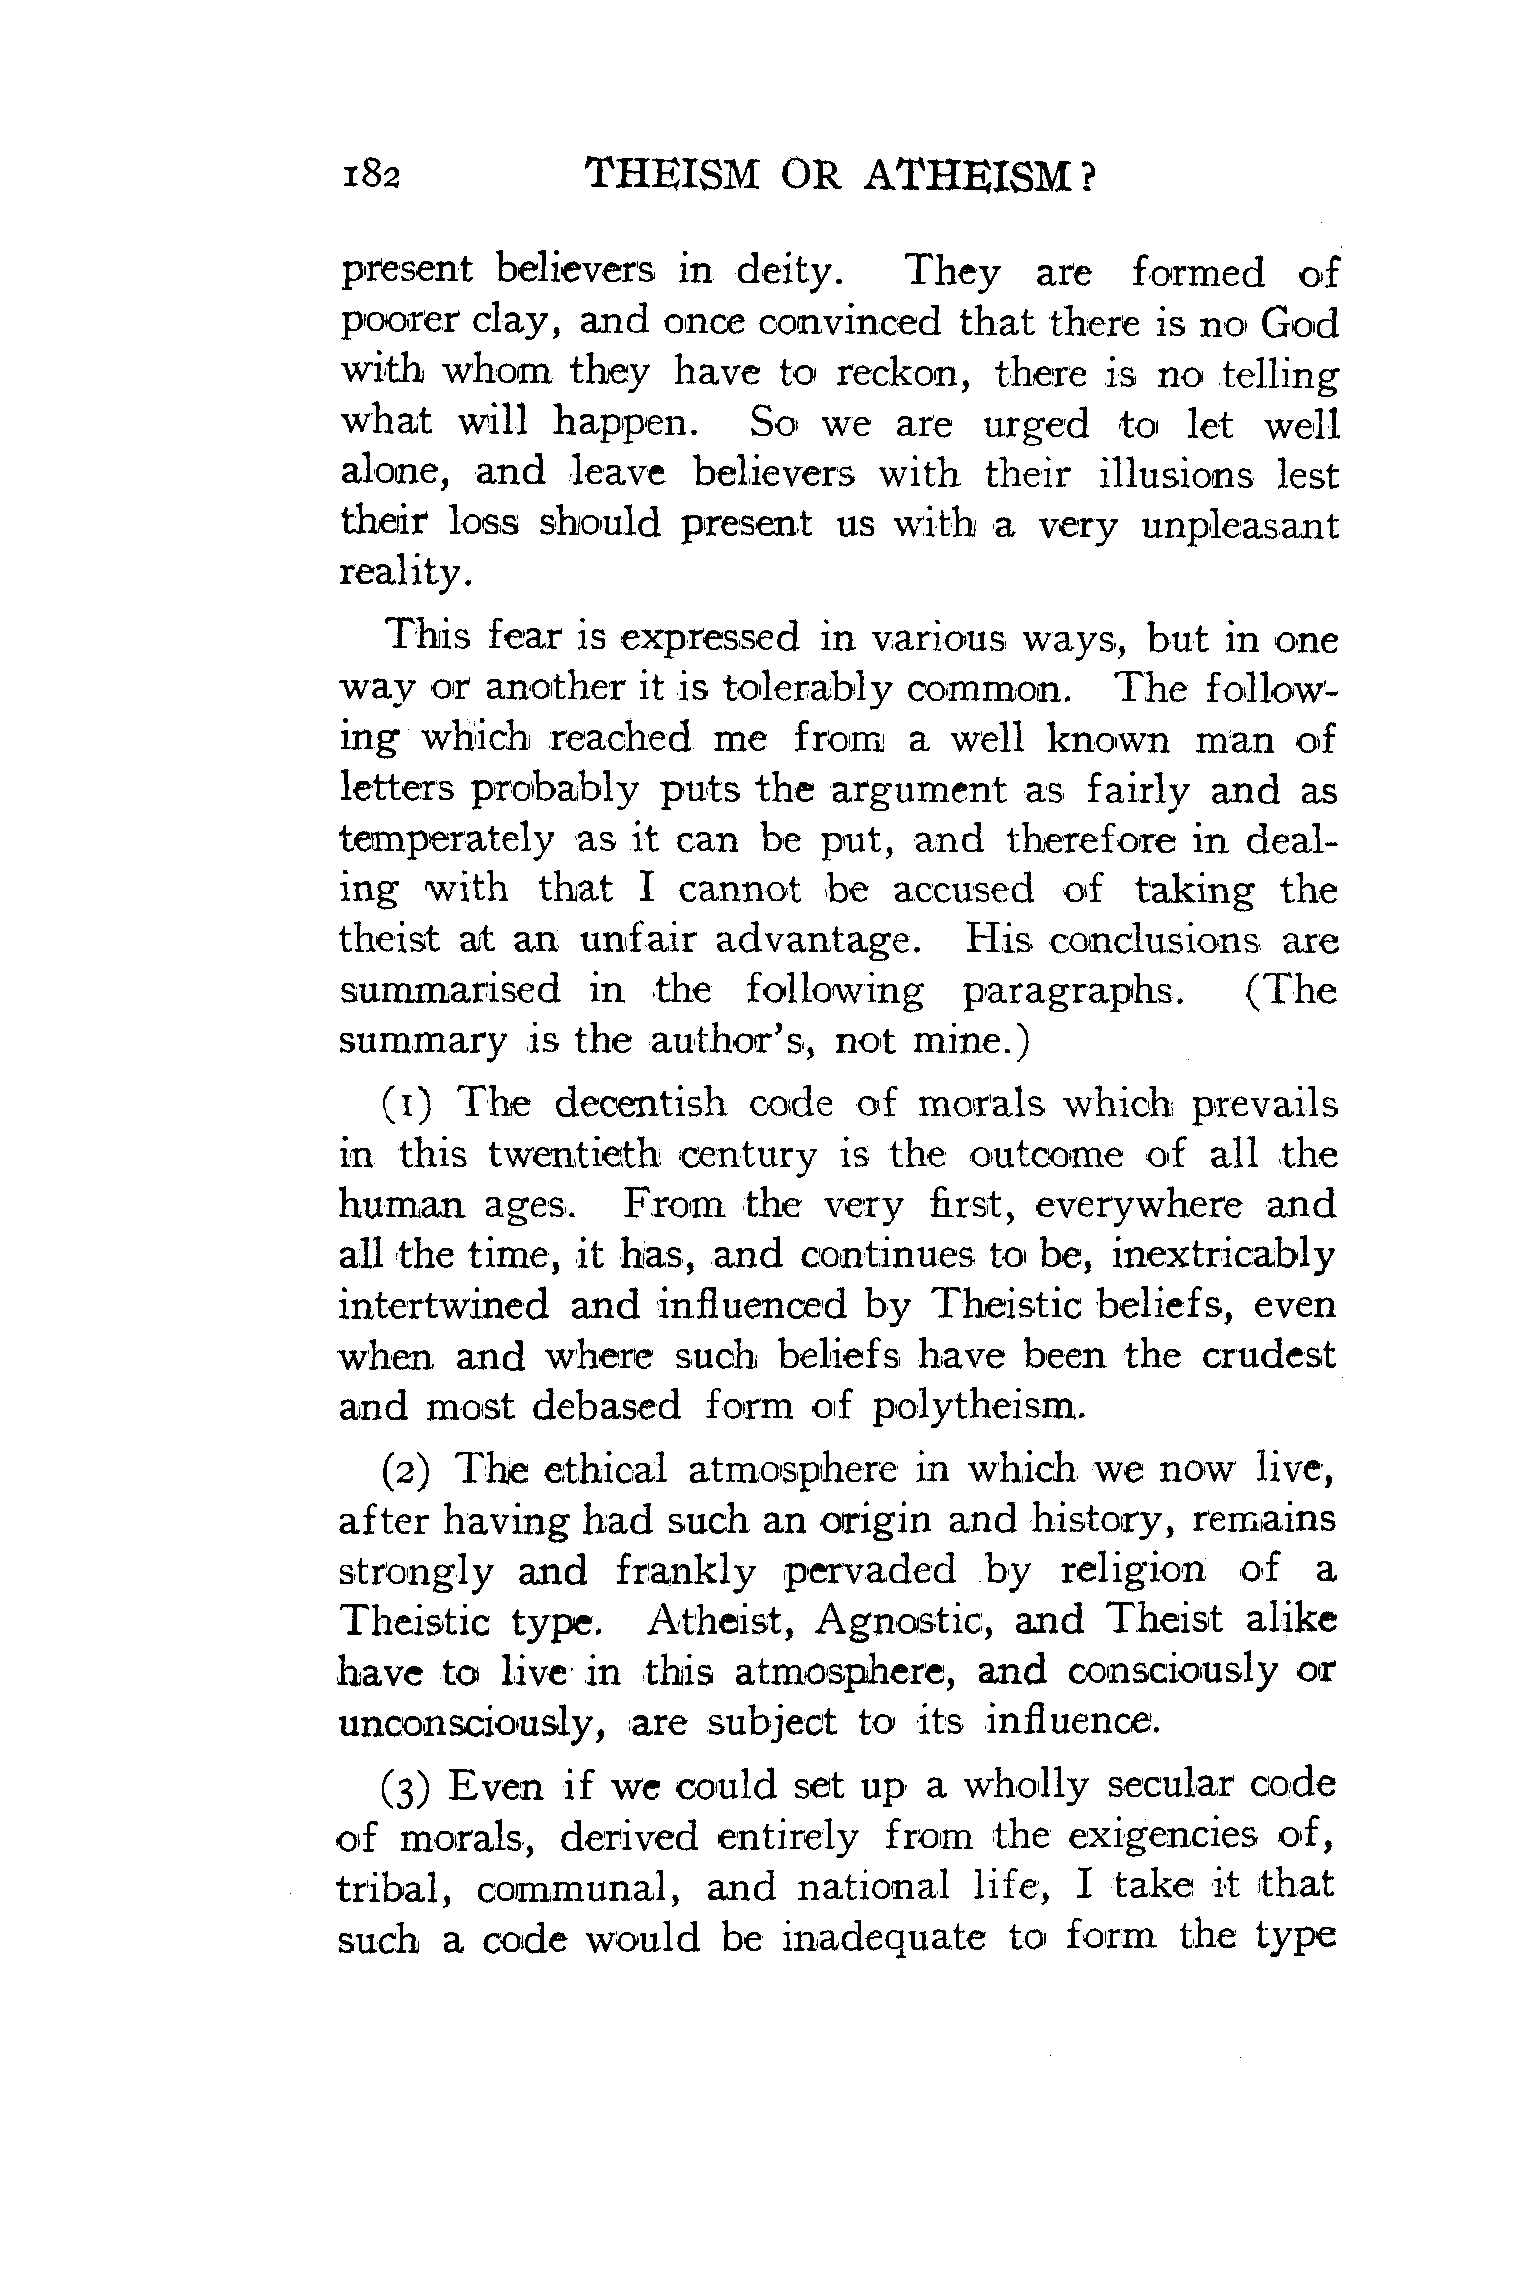 182 THEISM OR ATHEISM?
present believers in deity. They are formed of
poorer clay, and once convinced that there is no God
with whom they have to reckon, there is no telling
what will happen. So we are urged to let well
alone, and leave believers with their illusions lest
their loss should present us with a very unpleasant
reality.
This fear is expressed in various ways, but in one
way or another it is tolerably common. The follow-
ing which reached me from a well known man of
letters probably puts the argument as fairly and as
temperately as it can be put, and therefore in deal-
ing with that I cannot be accused of taking the
theist at an unfair advantage. His conclusions are
summarised in the following paragraphs. (The
summary is the author's, not mine.)
(1) The decentish code of morals which prevails
in this twentieth century is the outcome of all the
human ages. From the very first, everywhere and
all the time, it has, and continues to be, inextricably
intertwined and influenced by Theistic beliefs, even
when and where such beliefs have been the crudest
and most debased form of polytheism.
(2) The ethical atmosphere in which we now live,
after having had such an origin and history, remains
strongly and frankly pervaded by religion of a
Theistic type. Atheist, Agnostic, and Theist alike
have to live in this atmosphere, and consciously or
unconsciously, are subject to its influence.
(3) Even if we could set up a wholly secular code
of morals, derived entirely from the exigencies of,
tribal, communal, and national life, I take it that
such a code would be inadequate to form the type